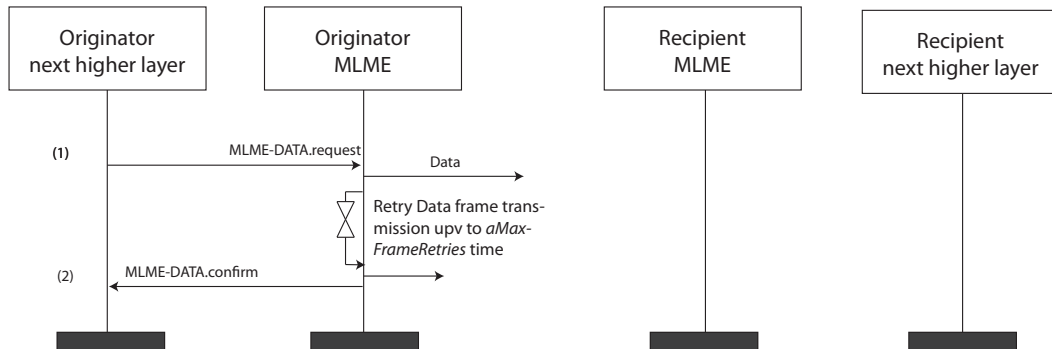 Originator
next higher layer
Originator
MLME
Recipient
MLME
Recipient
next higher layer
(1)
MLME-DATA.request
Data
Retry Data frame trans-
mission upv to aMax-
FrameRetries time
(2)
MLME-DATA.confirm